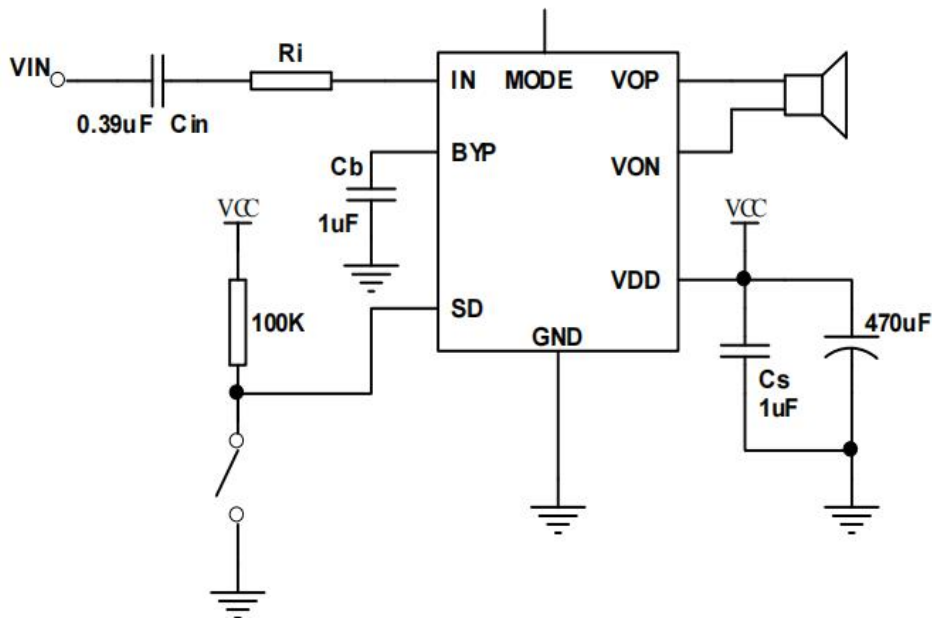 VIN
Ri
0.39uF Cin
IN
MODE
VOP
BYP
VON
Cb
1uF
VCC
100K
SD
GND
VDD
VCC
470uF
Cs
1uF